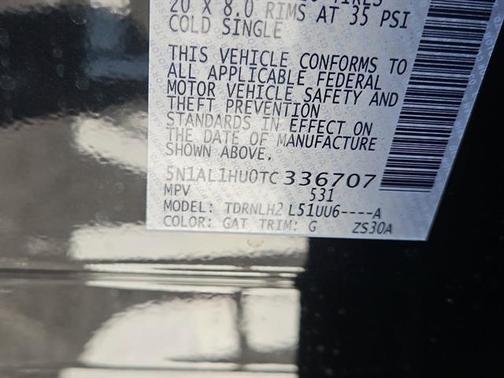 20 X 8.0 RIMS AT 35 PSI
COLD SINGLE
THIS VEHICLE CONFORMS TO
ALL APPLICABLE FEDERAL
MOTOR VEHICLE SAFETY AND
THEFT PREVENTION
STANDARDS IN EFFECT ON
THE DATE OF MANUFACTURE
SHOWN ABOVE.
5N1AL1HU0TC336707
MPV 531
MODEL: TDRNLH2 L51UU6----A
COLOR: GAT TRIM: G ZS30A